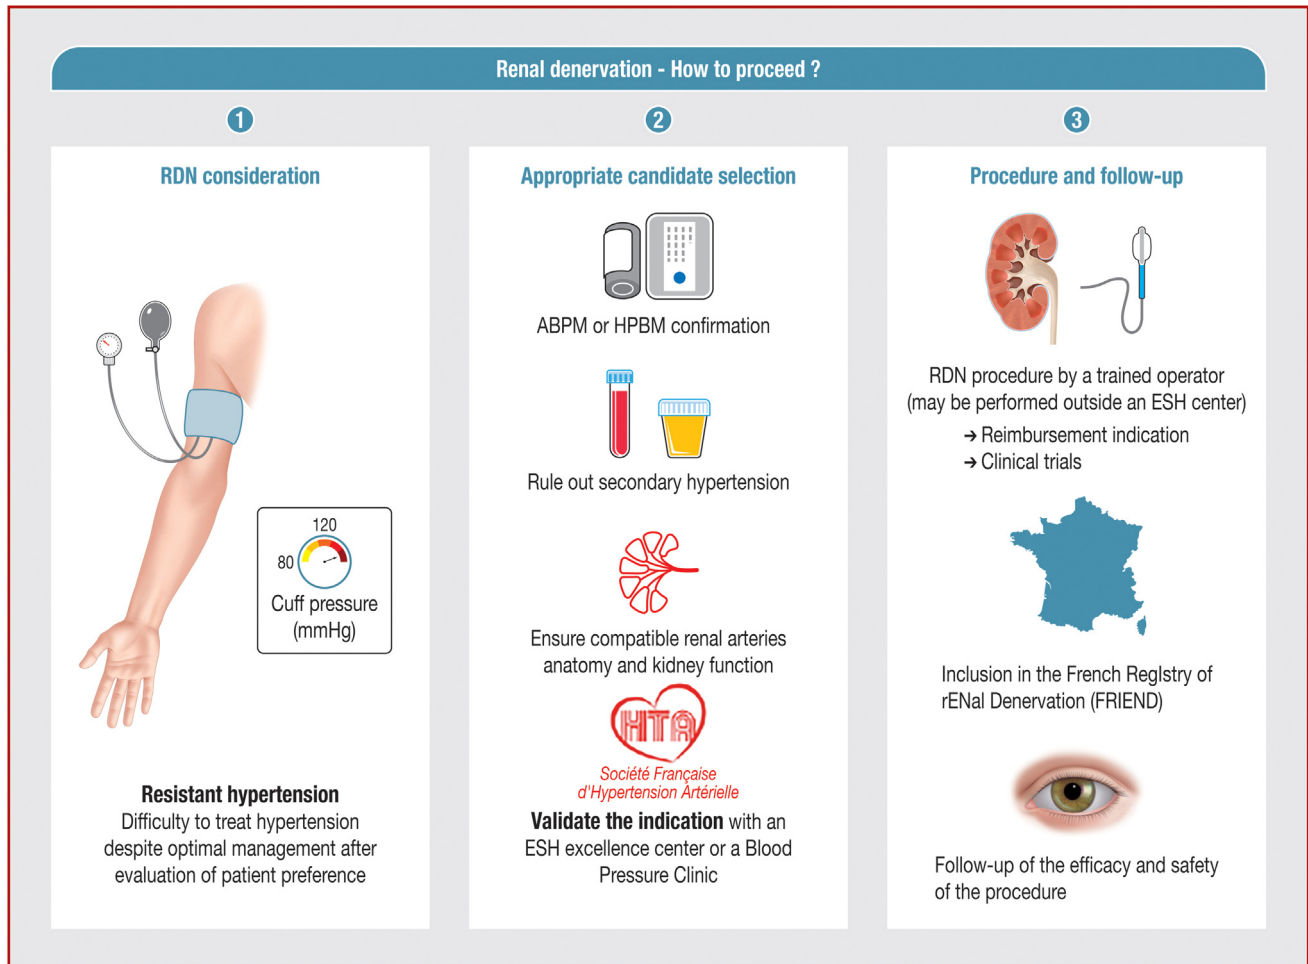 Renal denervation - How to proceed ?
1
RDN consideration
120
80
Cuff pressure
(mmHg)
Resistant hypertension
Difficulty to treat hypertension
despite optimal management after
evaluation of patient preference
2
Appropriate candidate selection
ABPM or HPBM confirmation
Rule out secondary hypertension
Ensure compatible renal arteries
anatomy and kidney function
HTA
Société Française
d'Hypertension Artérielle
Validate the indication with an
ESH excellence center or a Blood
Pressure Clinic
3
Procedure and follow-up
RDN procedure by a trained operator
(may be performed outside an ESH center)
→ Reimbursement indication
→ Clinical trials
Inclusion in the French RegIstry of
rENal Denervation (FRIEND)
Follow-up of the efficacy and safety
of the procedure